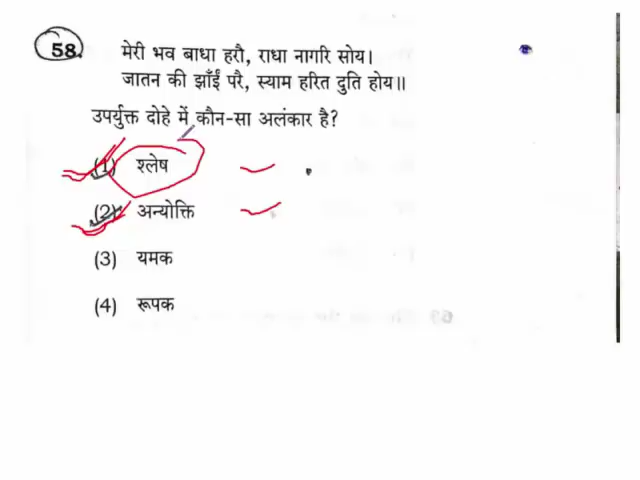 58. मेरी भव बाधा हरौ, राधा नागरि सोय।
जातन की झाँईं परै, स्याम हरित दुति होय॥
उपर्युक्त दोहे में कौन-सा अलंकार है?
(1) श्लेष
(2) अन्योक्ति
(3) यमक
(4) रूपक